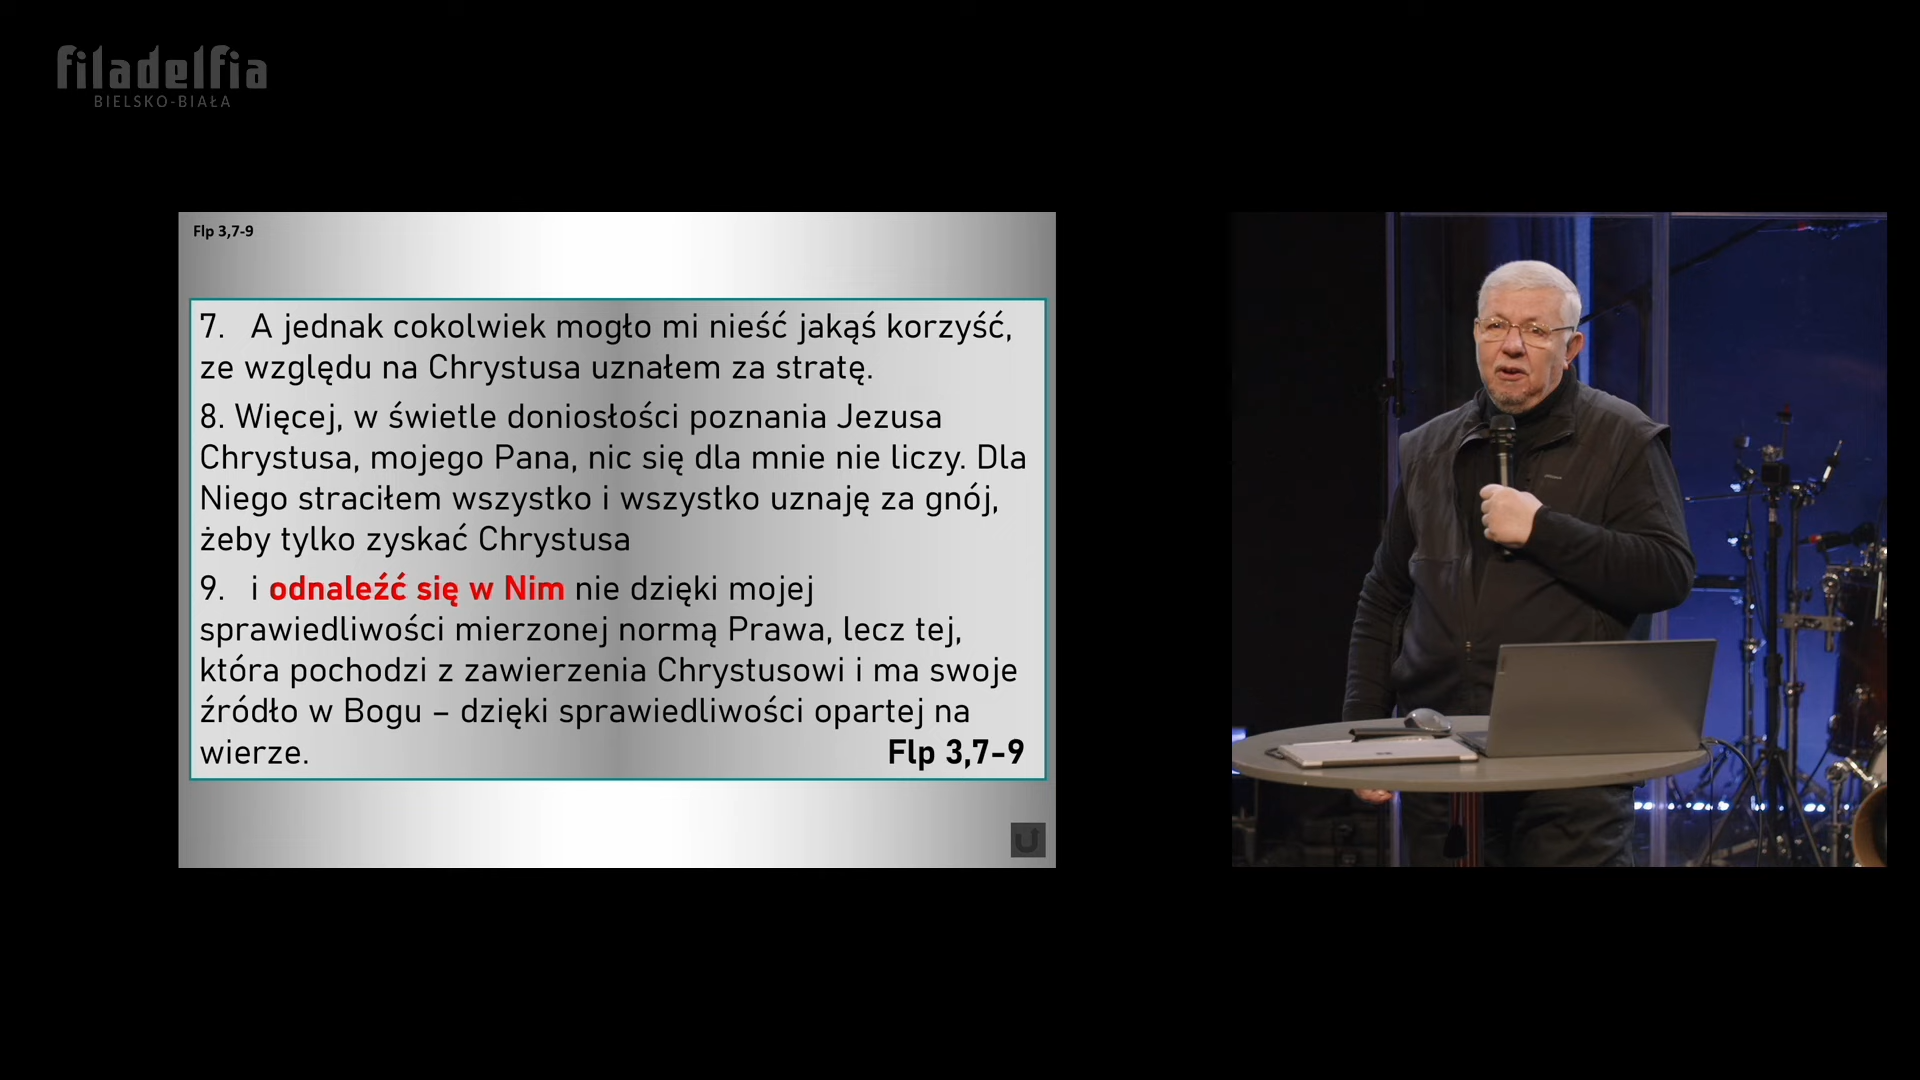 filadelfia
BIELSKO-BIAŁA
Flp 3,7-9
7. A jednak cokolwiek mogło mi nieść jakąś korzyść,
ze względu na Chrystusa uznałem za stratę.
8. Więcej, w świetle doniosłości poznania Jezusa
Chrystusa, mojego Pana, nic się dla mnie nie liczy. Dla
Niego straciłem wszystko i wszystko uznaję za gnój,
żeby tylko zyskać Chrystusa
9. i odnaleźć się w Nim nie dzięki mojej
sprawiedliwości mierzonej normą Prawa, lecz tej,
która pochodzi z zawierzenia Chrystusowi i ma swoje
źródło w Bogu – dzięki sprawiedliwości opartej na
wierze. Flp 3,7-9